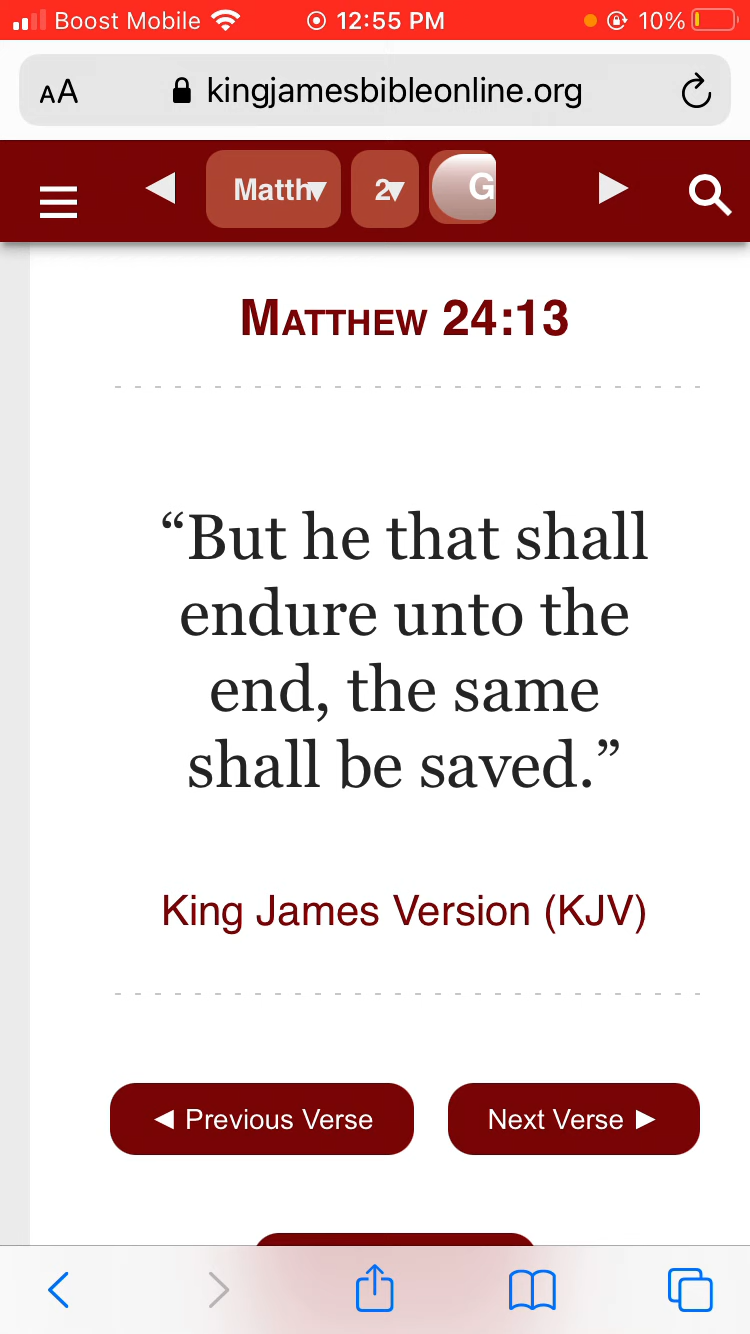 Boost Mobile 12:55 PM 10%
AA kingjamesbibleonline.org
Matth 2 G
MATTHEW 24:13
“But he that shall
endure unto the
end, the same
shall be saved.”
King James Version (KJV)
◀ Previous Verse Next Verse ▶